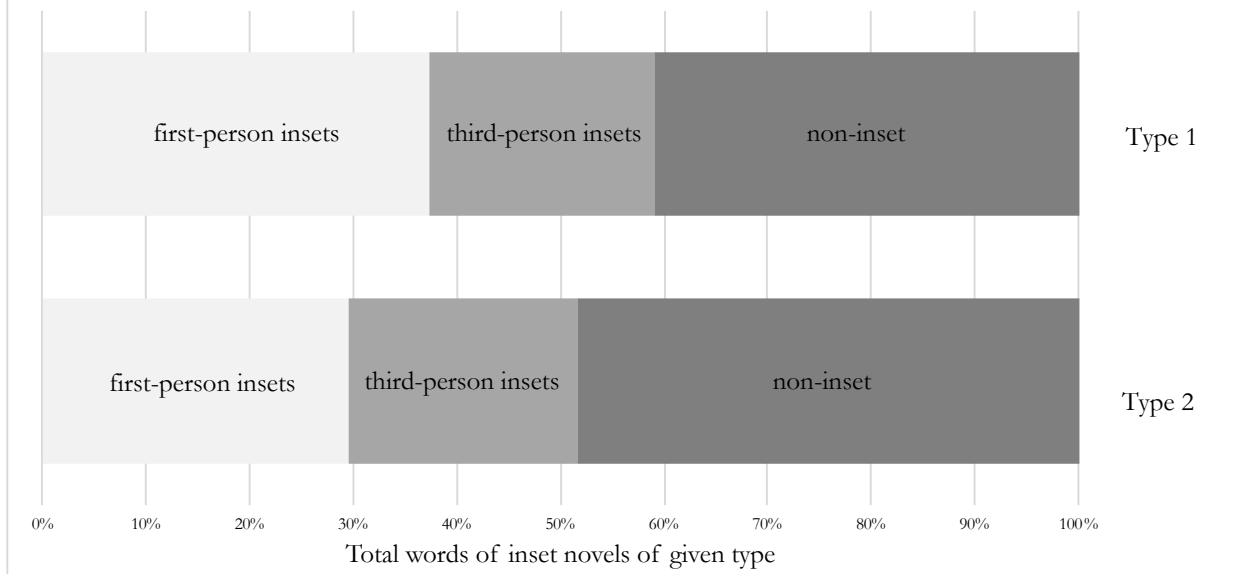 first-person insets third-person insets non-inset Type 1
first-person insets third-person insets non-inset Type 2
0% 10% 20% 30% 40% 50% 60% 70% 80% 90% 100%
Total words of inset novels of given type